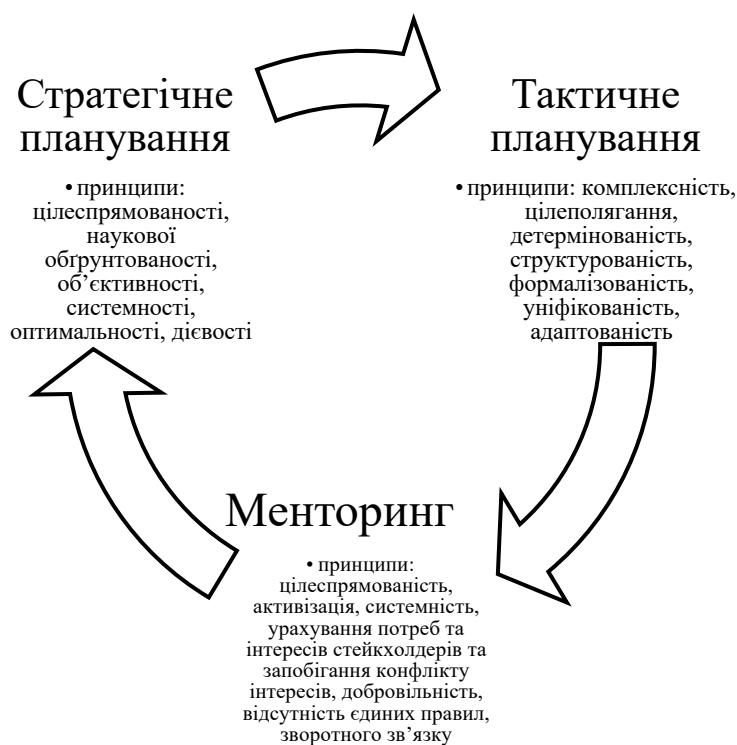 Стратегічне
планування
• принципи:
цілеспрямованості,
наукової
обґрунтованості,
об’єктивності,
системності,
оптимальності, дієвості
Тактичне
планування
• принципи: комплексність,
цілеполягання,
детермінованість,
структурованість,
формалізованість,
уніфікованість,
адаптованість
Менторинг
• принципи:
цілеспрямованість,
активізація, системність,
урахування потреб та
інтересів стейкхолдерів та
запобігання конфлікту
інтересів, добровільність,
відсутність єдиних правил,
зворотного зв’язку